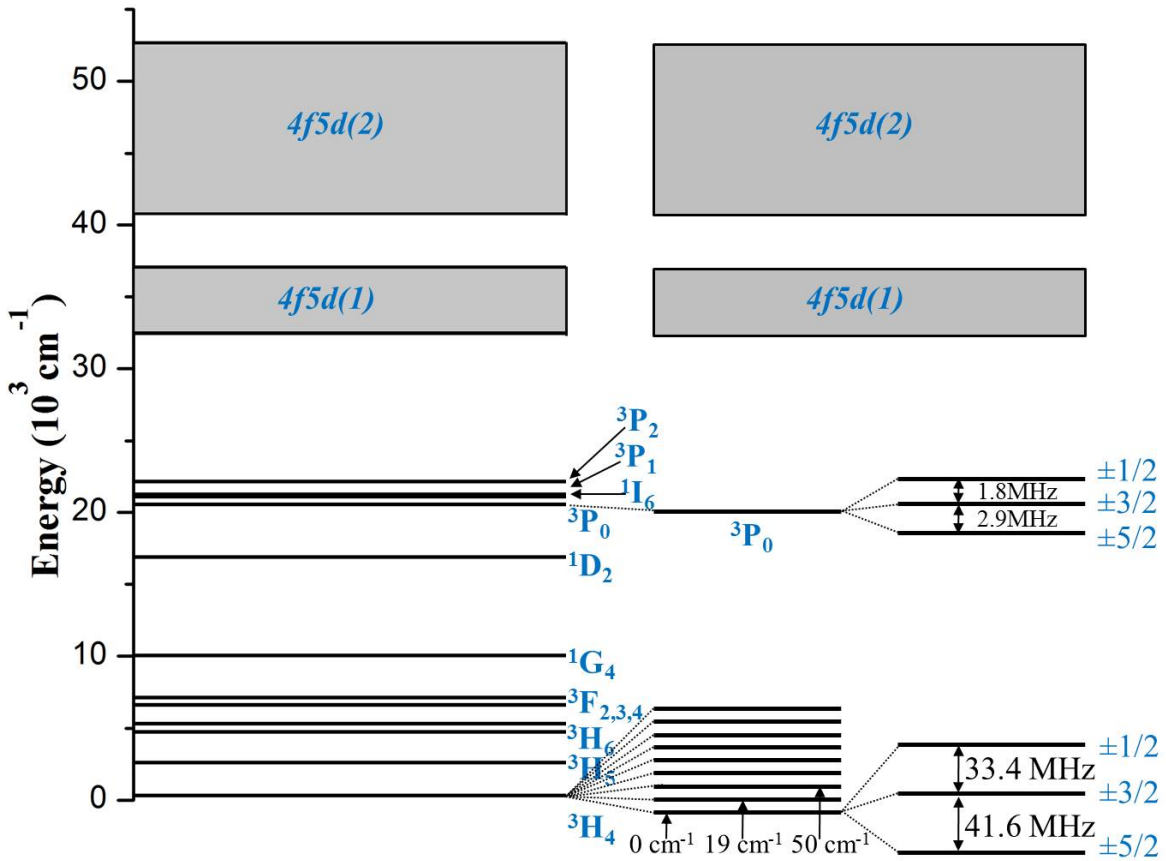 Energy (10³ cm⁻¹)
50
40
30
20
10
0
4f5d(2)
4f5d(2)
4f5d(1)
4f5d(1)
³P₂
³P₁
¹I₆
³P₀
¹D₂
¹G₄
³F₂,₃,₄
³H₆
³H₅
³H₄
³P₀
±1/2
1.8MHz
±3/2
2.9MHz
±5/2
±1/2
33.4 MHz
±3/2
41.6 MHz
±5/2
0 cm⁻¹ 19 cm⁻¹ 50 cm⁻¹